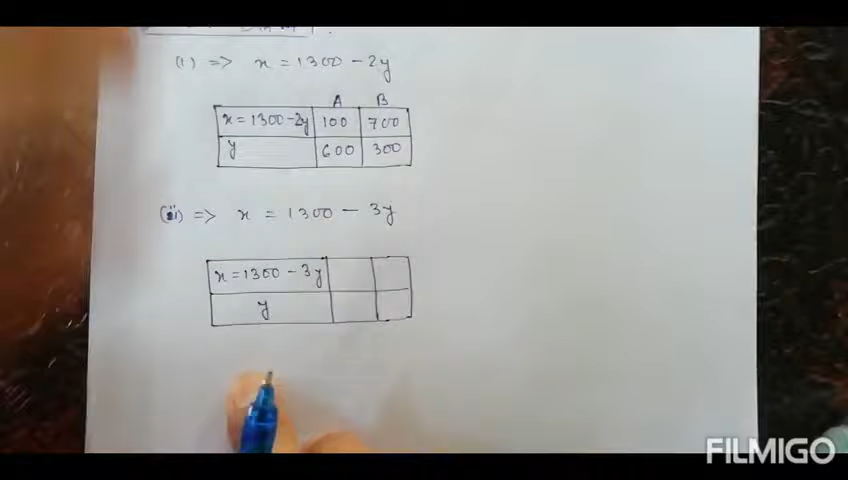 (i) => x = 1300 - 2y
A B
x = 1300 - 2y 100 700
y 600 300
(ii) => x = 1300 - 3y
x = 1300 - 3y
y
FILMIGO